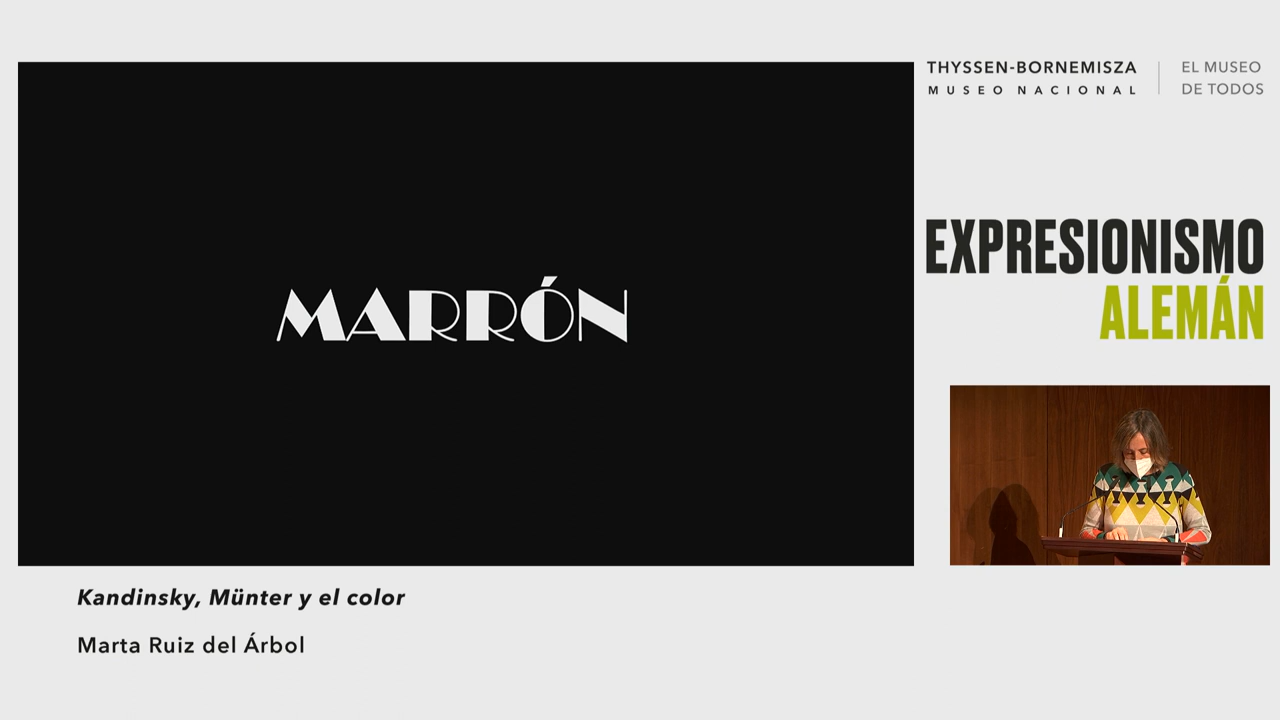 THYSSEN-BORNEMISZA
MUSEO NACIONAL
EL MUSEO
DE TODOS
MARRÓN
EXPRESIONISMO
ALEMÁN
Kandinsky, Münter y el color
Marta Ruiz del Árbol